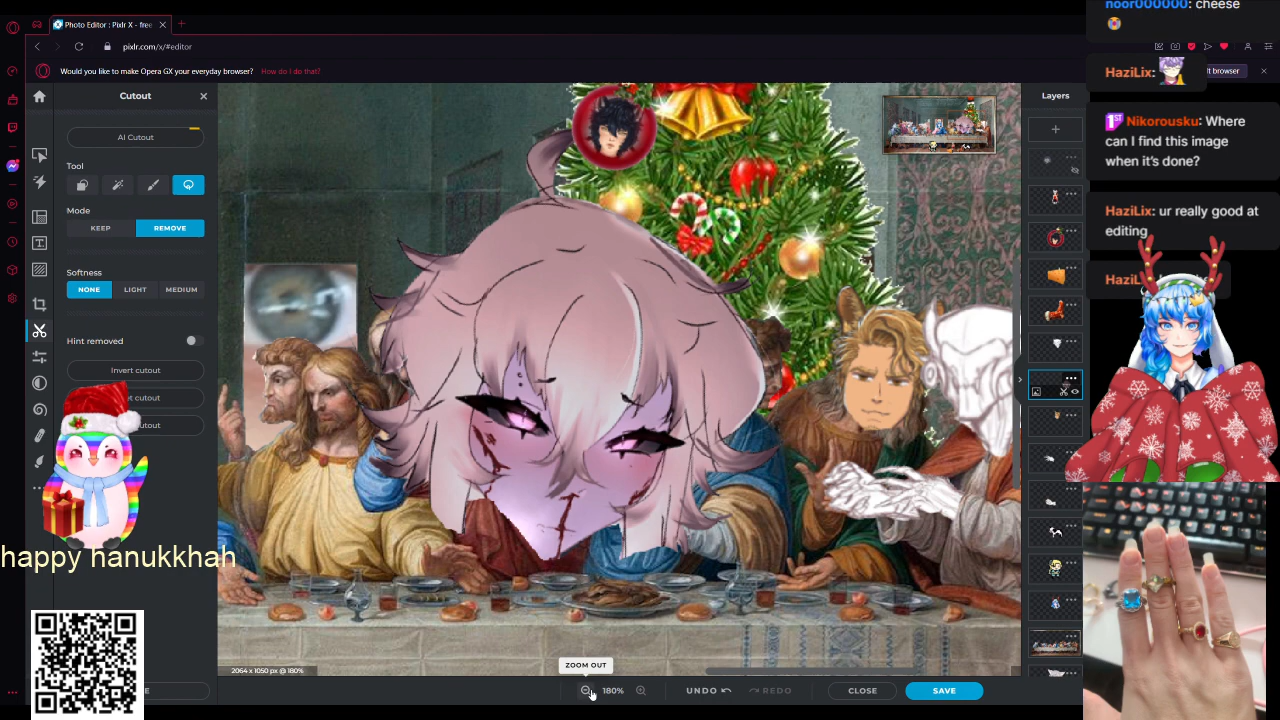 Photo Editor : Pixlr X - free
pixlr.com/x/#editor
Would you like to make Opera GX your everyday browser?
How do I do that?
t browser
Cutout
AI Cutout
Tool
Mode
KEEP
REMOVE
Softness
NONE
LIGHT
MEDIUM
Hint removed
Invert cutout
t cutout
utout
happy hanukkhah
2064 x 1050 px @ 180%
ZOOM OUT
180%
UNDO
REDO
CLOSE
SAVE
Layers
noor000000: cheese
HaziLix:
1ST Nikorousku: Where
can I find this image
when it's done?
HaziLix: ur really good at
editing
HaziL